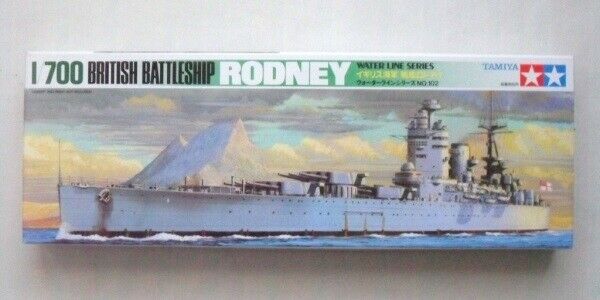 1/700 BRITISH BATTLESHIP RODNEY
WATER LINE SERIES
イギリス海軍 戦艦ロドネイ
ウォーターラインシリーズ NO.102
TAMIYA